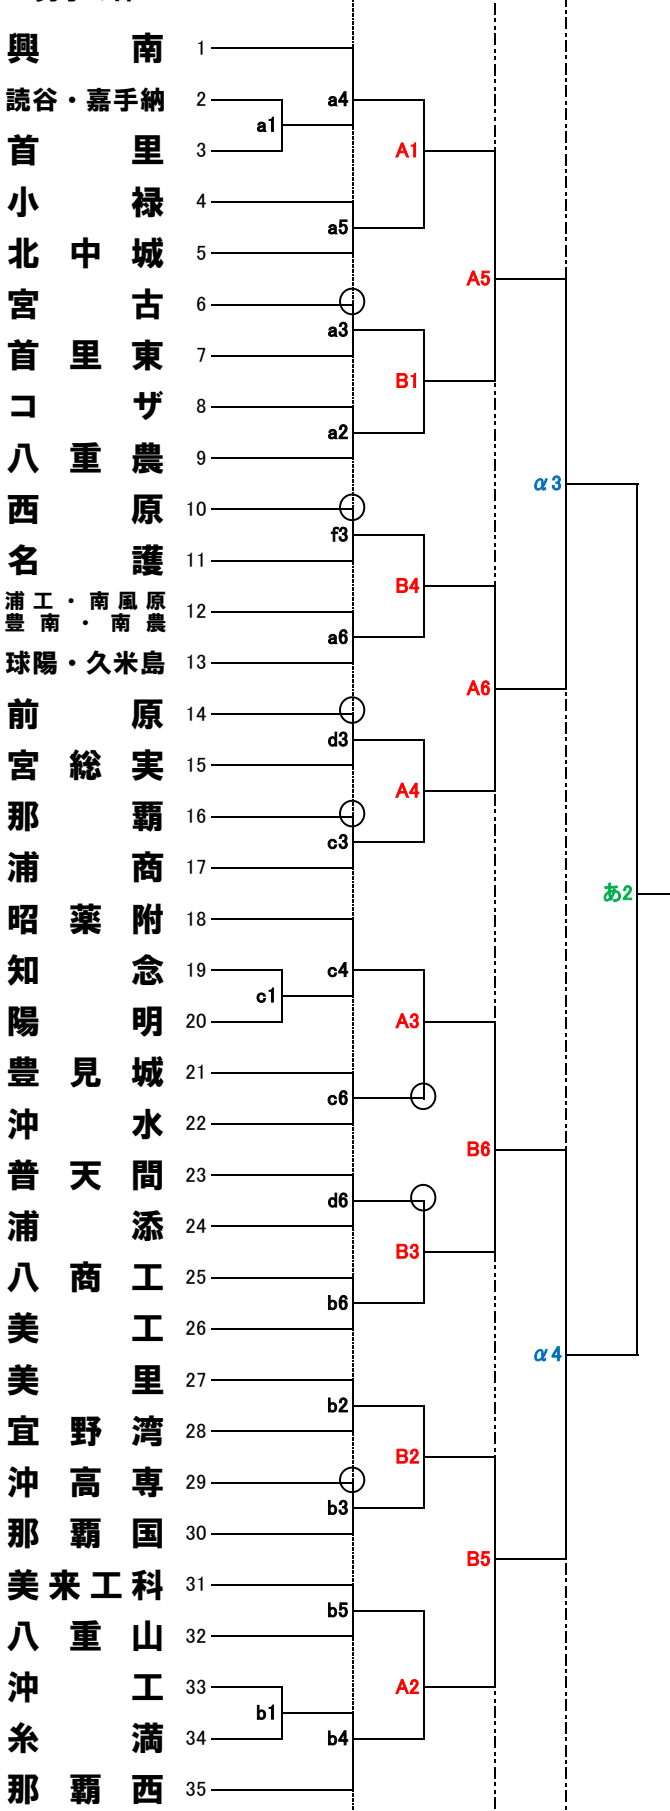 興南 1
読谷・嘉手納 2
a4
a1
首里 3
A1
小禄 4
a5
北中城 5
A5
宮古 6
a3
首里東 7
B1
コザ 8
a2
八重農 9
α3
西原 10
f3
名護 11
B4
浦工・南風原
豊南・南農 12
a6
球陽・久米島 13
A6
前原 14
d3
宮総実 15
A4
那覇 16
c3
浦商 17
あ2
昭薬附 18
知念 19
c4
c1
陽明 20
A3
豊見城 21
c6
沖水 22
B6
普天間 23
d6
浦添 24
B3
八商工 25
b6
美工 26
α4
美里 27
b2
宜野湾 28
B2
沖高専 29
b3
那覇国 30
B5
美来工科 31
b5
八重山 32
沖工 33
A2
b1
糸満 34
b4
那覇西 35